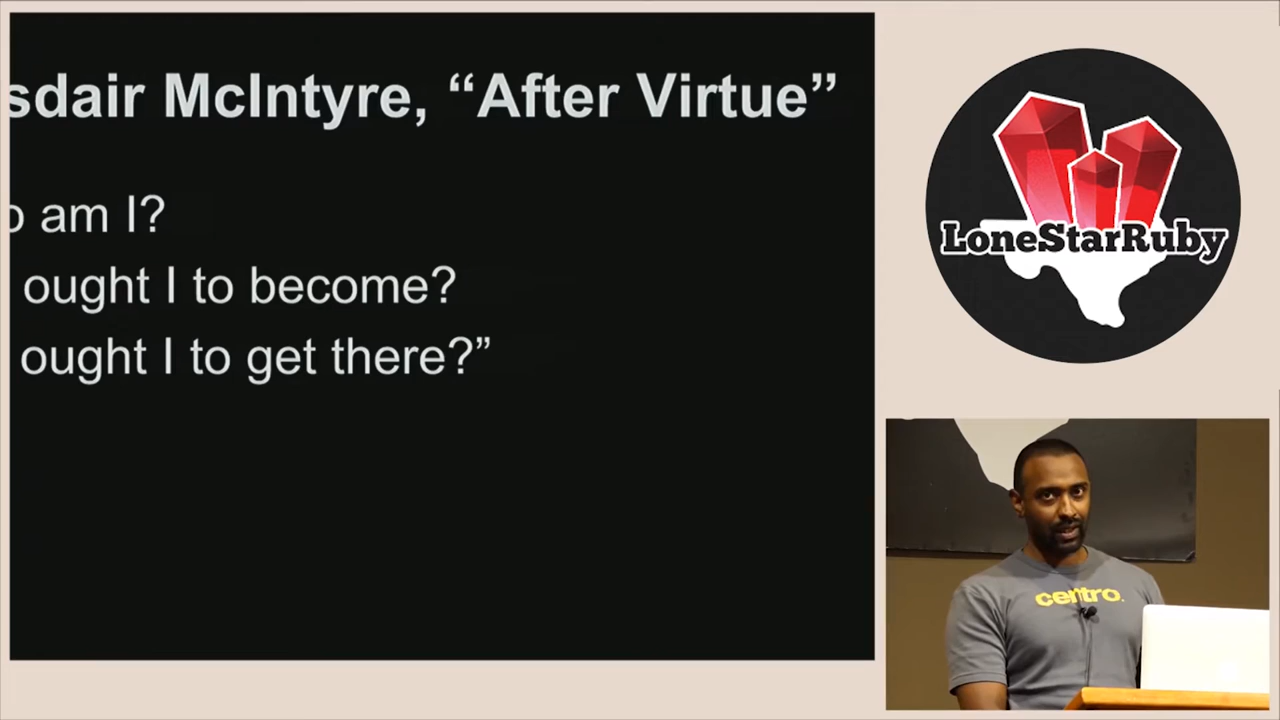 sdair McIntyre, “After Virtue”
o am I?
ought I to become?
ought I to get there?”
LoneStarRuby
centro.